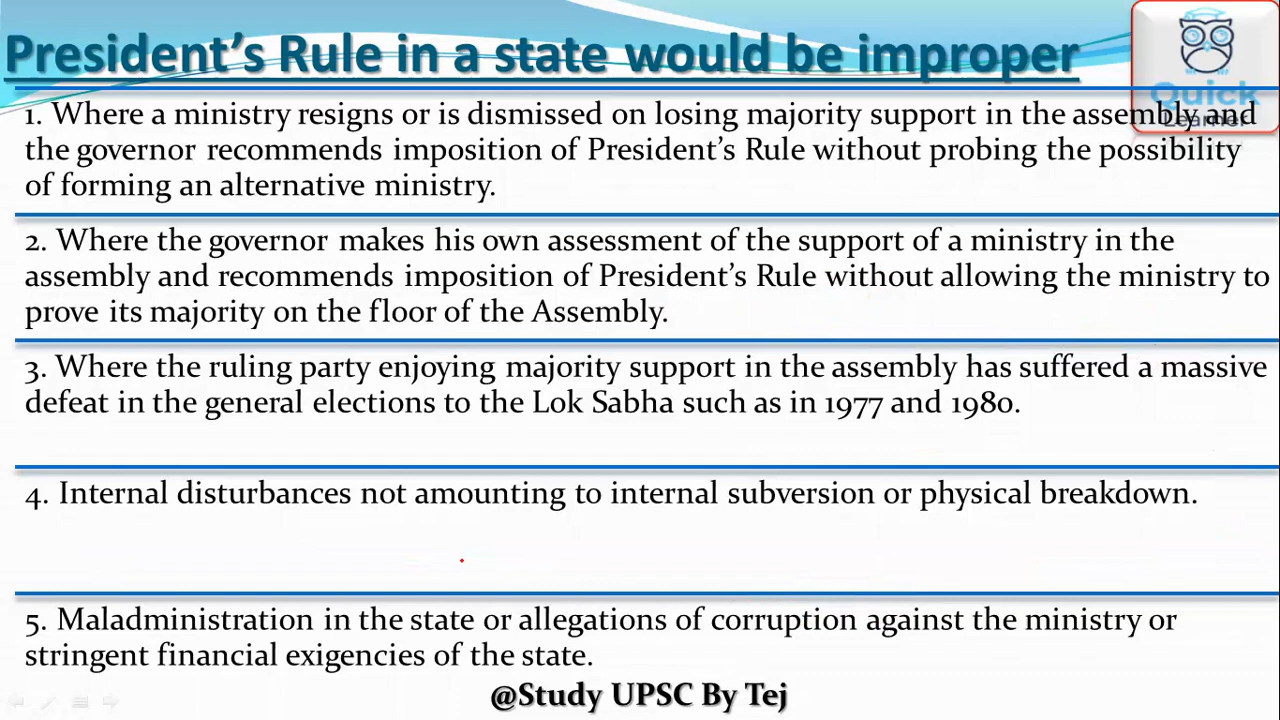 President’s Rule in a state would be improper
Quick
Learner
1. Where a ministry resigns or is dismissed on losing majority support in the assembly and
the governor recommends imposition of President’s Rule without probing the possibility
of forming an alternative ministry.
2. Where the governor makes his own assessment of the support of a ministry in the
assembly and recommends imposition of President’s Rule without allowing the ministry to
prove its majority on the floor of the Assembly.
3. Where the ruling party enjoying majority support in the assembly has suffered a massive
defeat in the general elections to the Lok Sabha such as in 1977 and 1980.
4. Internal disturbances not amounting to internal subversion or physical breakdown.
5. Maladministration in the state or allegations of corruption against the ministry or
stringent financial exigencies of the state.
@Study UPSC By Tej